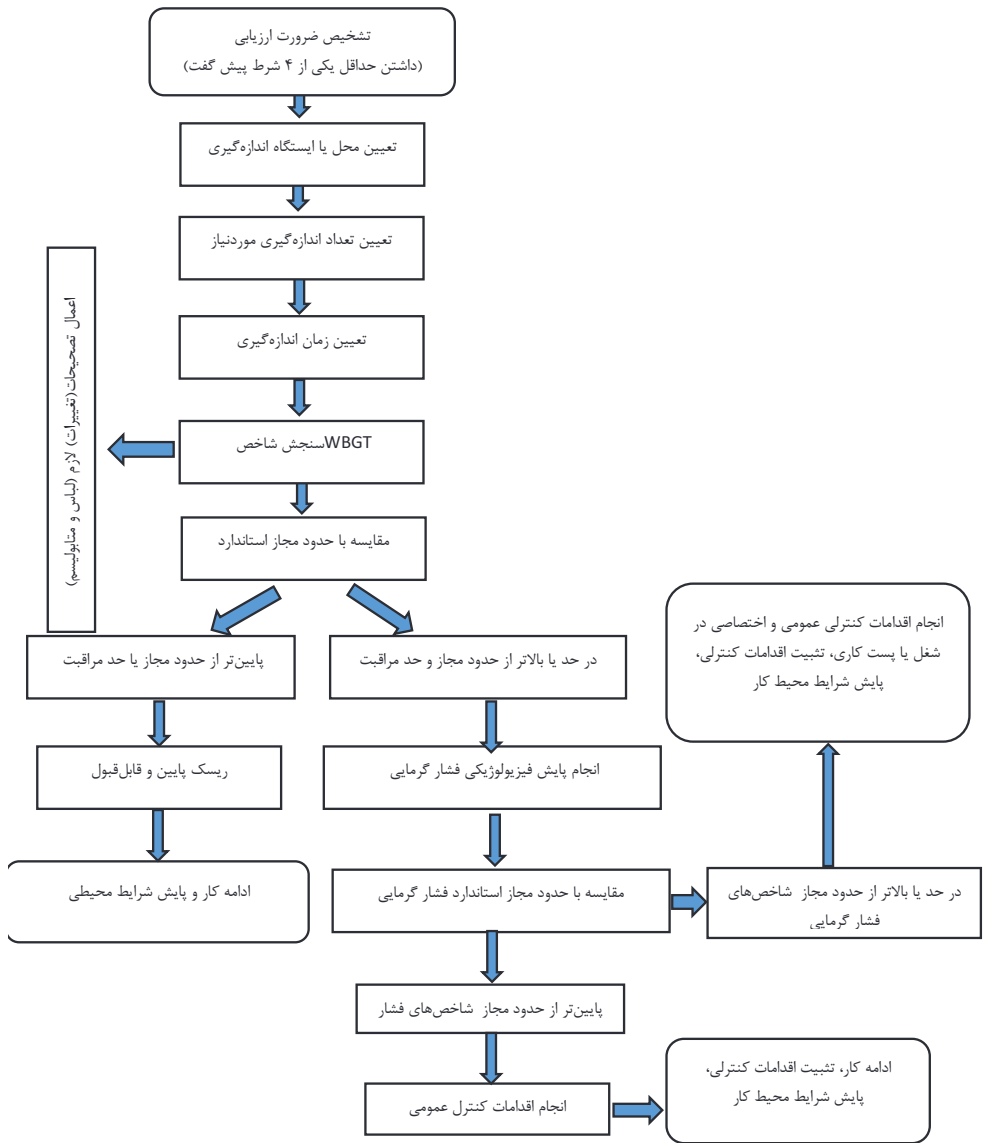 تشخیص ضرورت ارزیابی
(داشتن حداقل یکی از ۴ شرط پیش گفت)
تعیین محل یا ایستگاه اندازه‌گیری
تعیین تعداد اندازه‌گیری موردنیاز
تعیین زمان اندازه‌گیری
WBGTسنجش شاخص
اعمال تصحیحات(تغییرات) لازم (لباس و متابولیسم)
مقایسه با حدود مجاز استاندارد
در حد یا بالاتر از حدود مجاز و حد مراقبت
پایین‌تر از حدود مجاز یا حد مراقبت
انجام اقدامات کنترلی عمومی و اختصاصی در
شغل یا پست کاری، تثبیت اقدامات کنترلی،
پایش شرایط محیط کار
انجام پایش فیزیولوژیکی فشار گرمایی
ریسک پایین و قابل‌قبول
ادامه کار و پایش شرایط محیطی
مقایسه با حدود مجاز استاندارد فشار گرمایی
در حد یا بالاتر از حدود مجاز شاخص‌های
فشار گرمایی
پایین‌تر از حدود مجاز شاخص‌های فشار
انجام اقدامات کنترل عمومی
ادامه کار، تثبیت اقدامات کنترلی،
پایش شرایط محیط کار